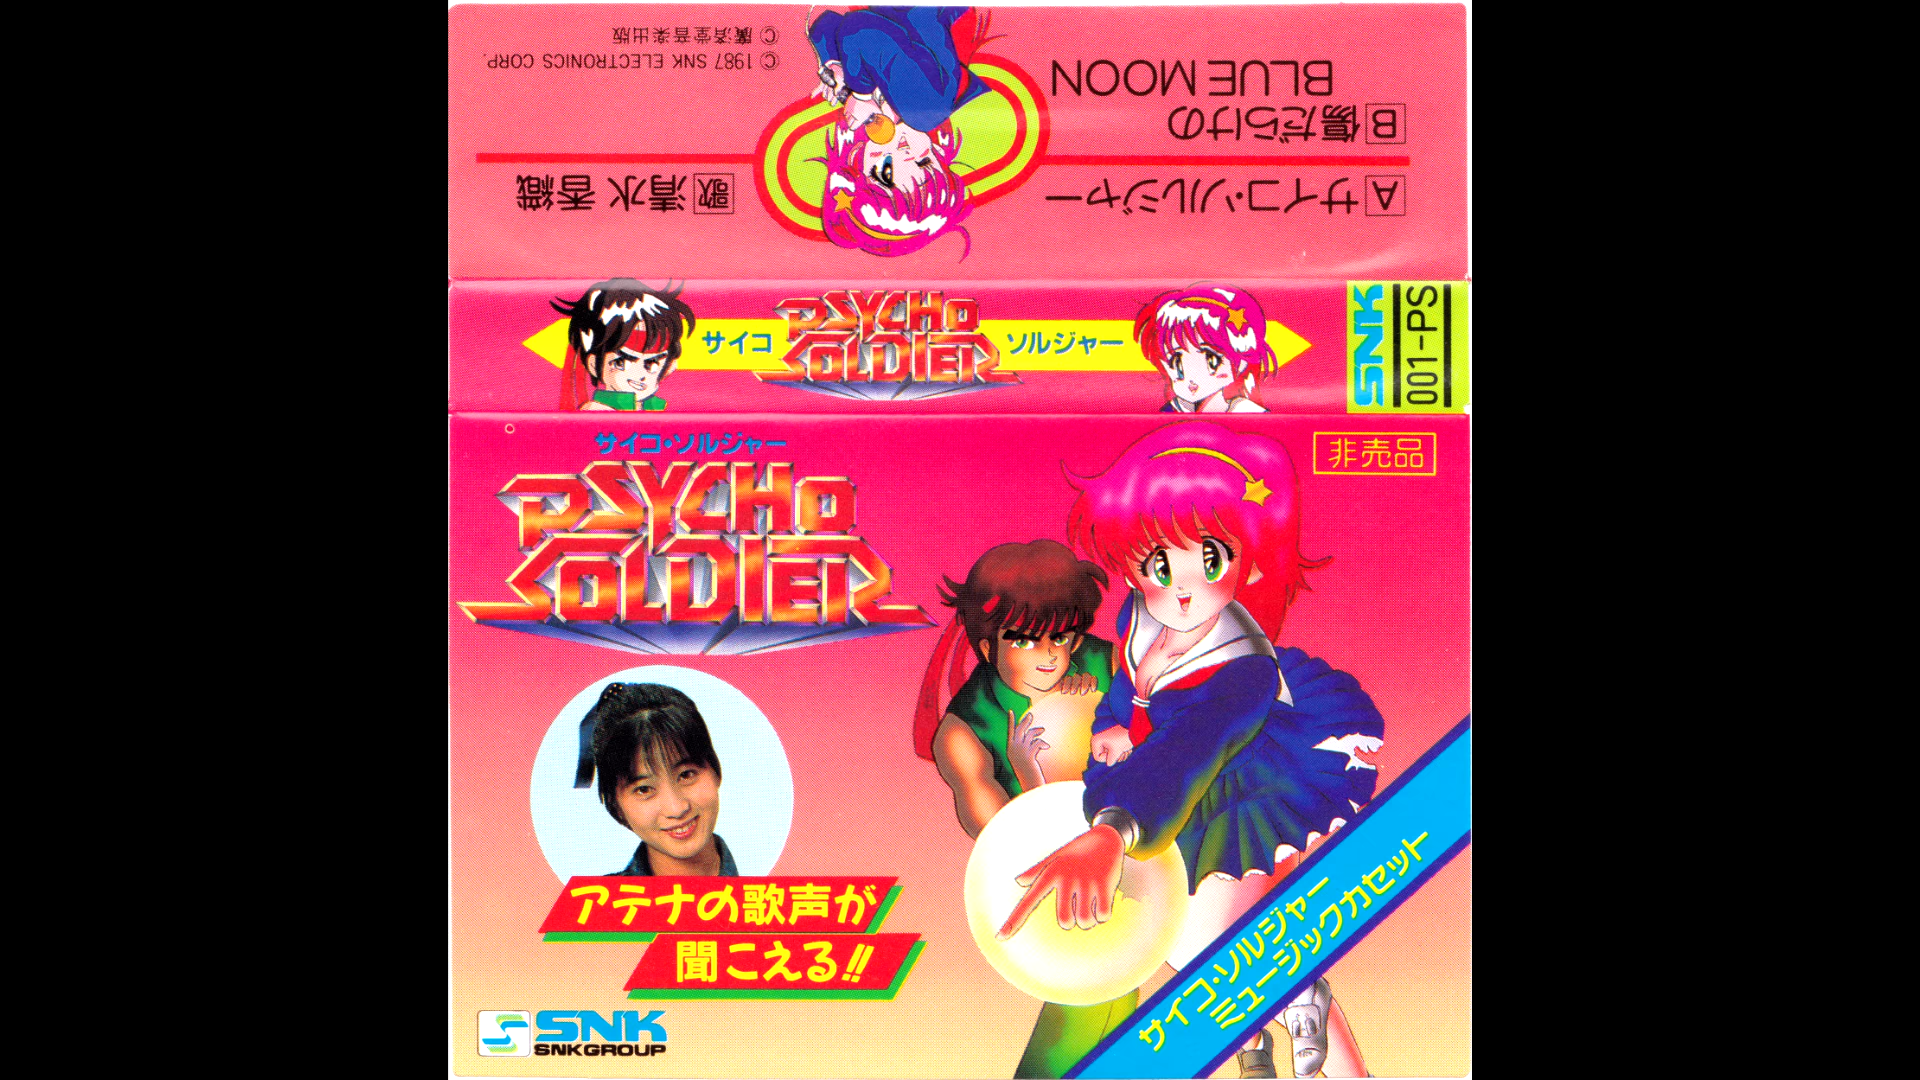 © 廣済堂音楽出版
© 1987 SNK ELECTRONICS CORP.
BLUE MOON
B 傷だらけの
歌 清水 香織
A サイコ・ソルジャー
サイコ
PSYCHO
SOLDIER
ソルジャー
SNK
001-PS
サイコ・ソルジャー
PSYCHO
SOLDIER
非売品
アテナの歌声が
聞こえる!!
サイコ・ソルジャー
ミュージックカセット
SNK
SNK GROUP